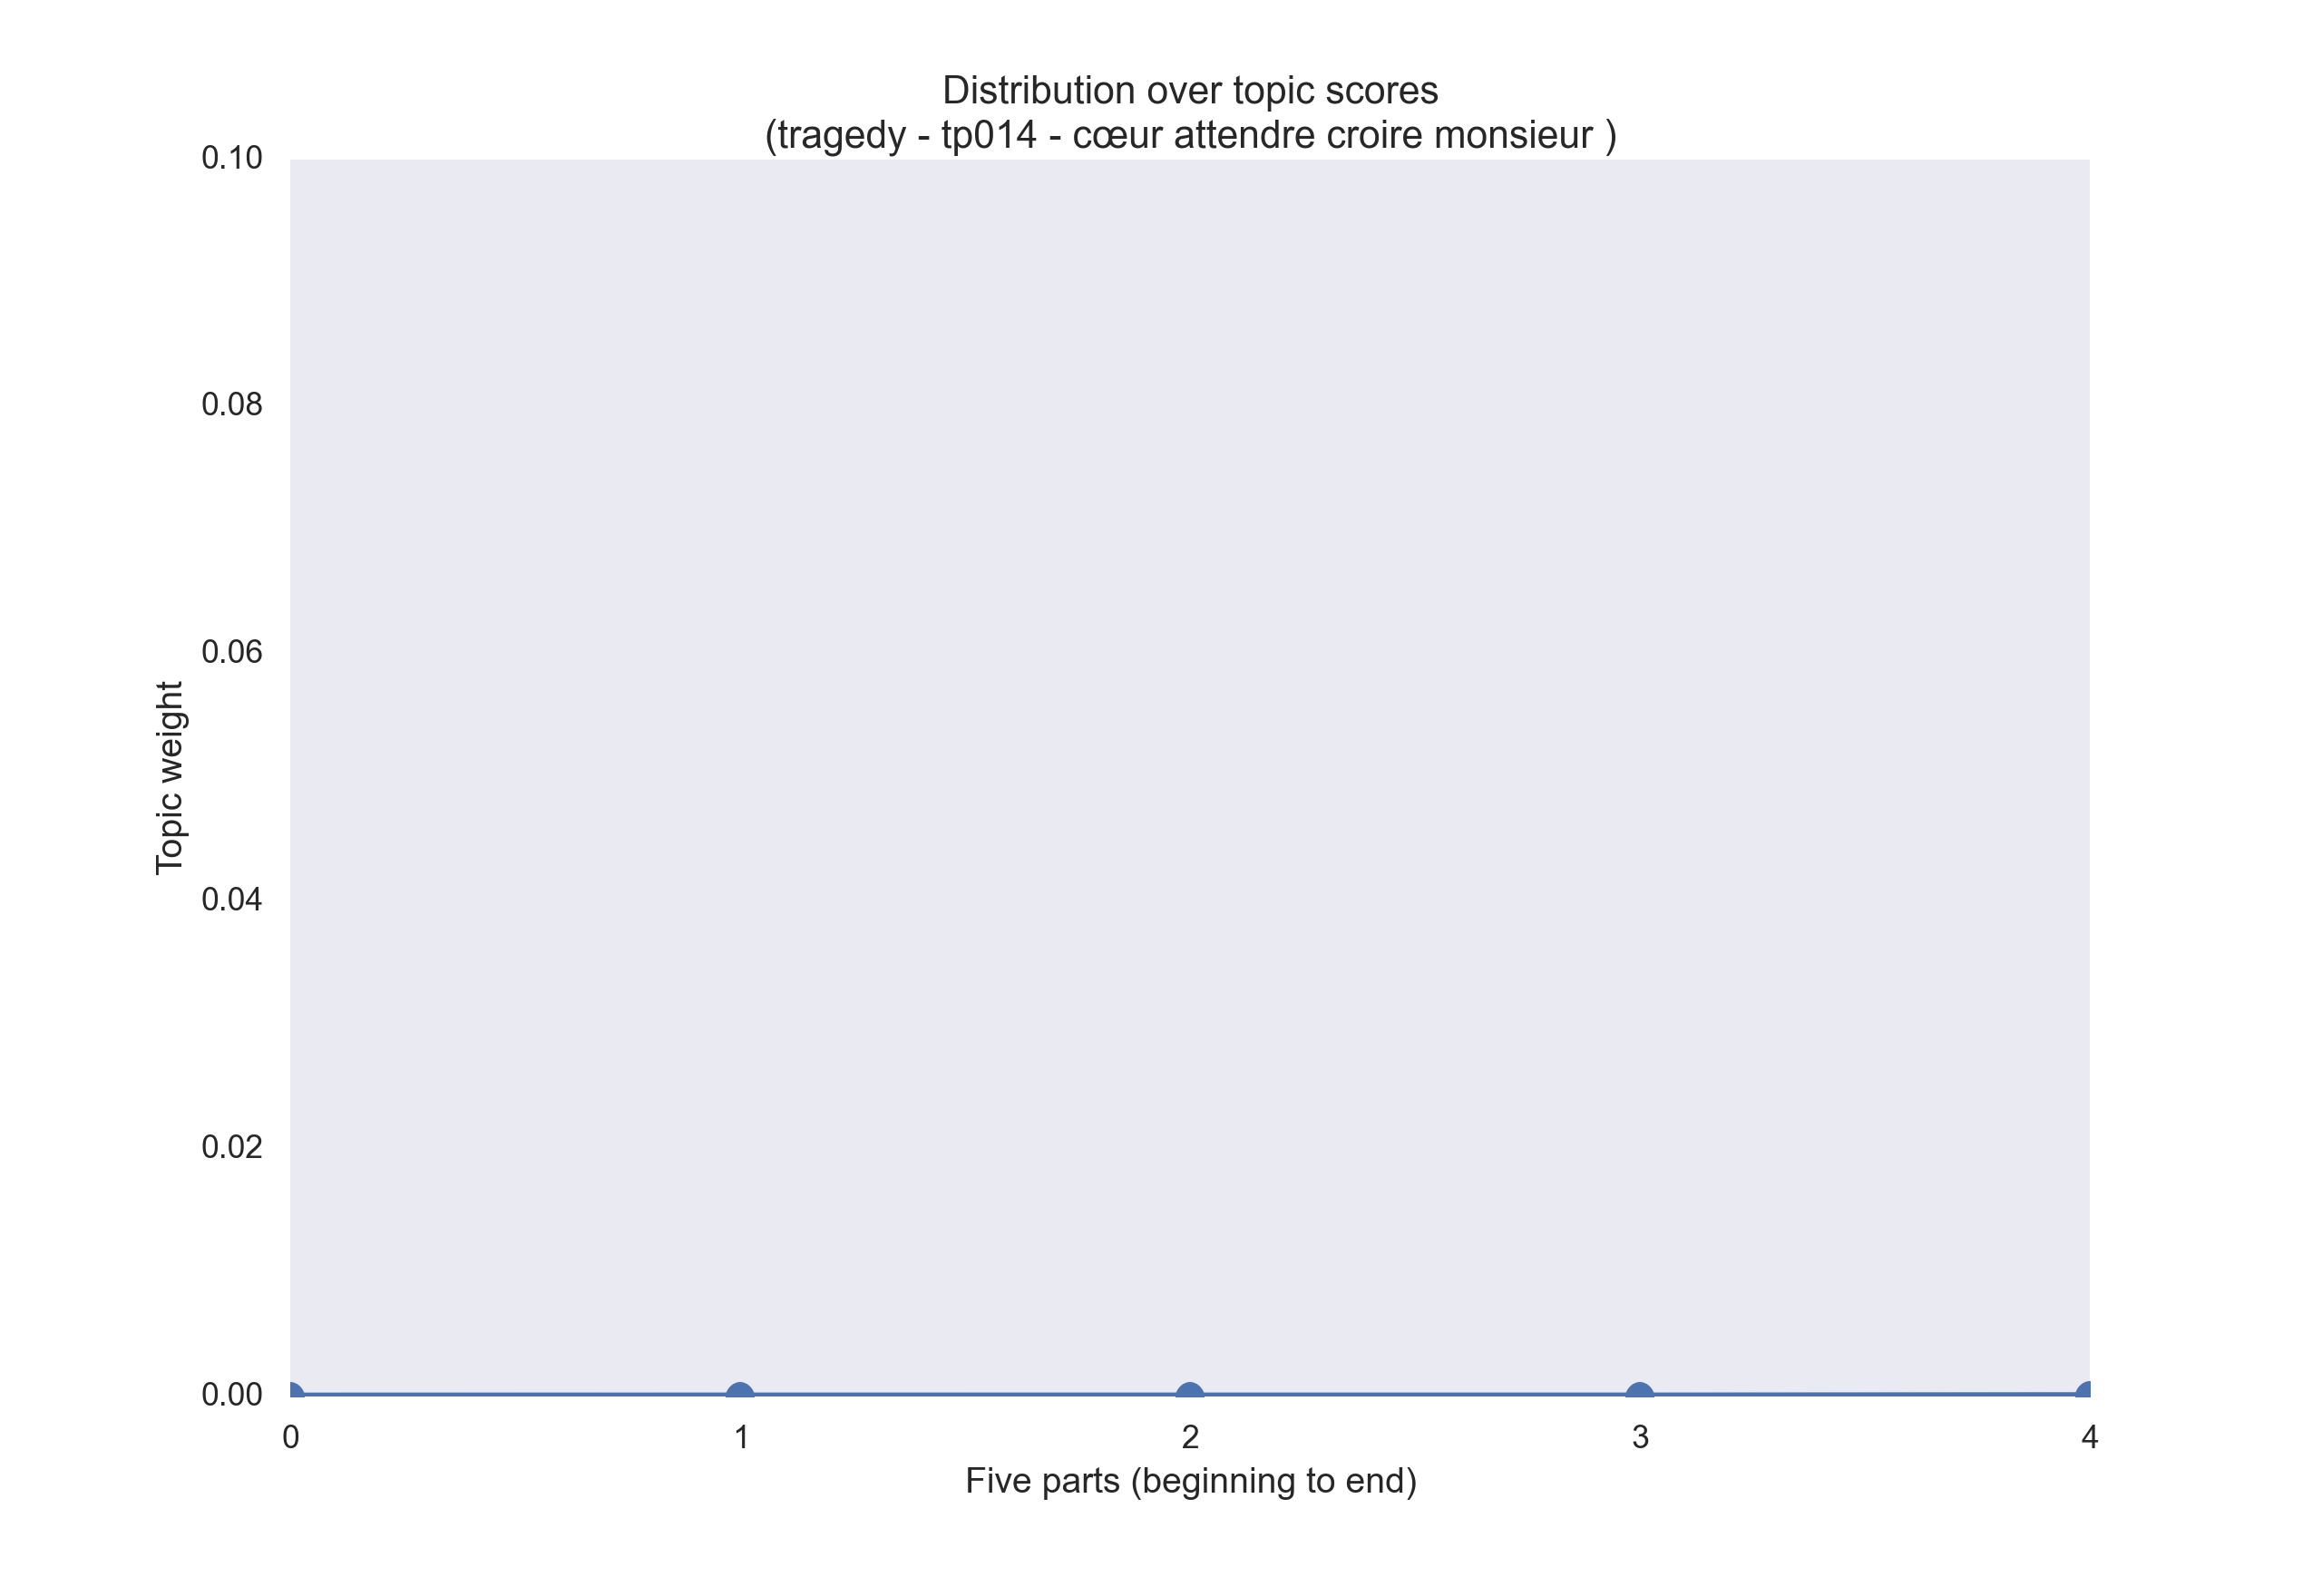 Distribution over topic scores
(tragedy - tp014 - cœur attendre croire monsieur )
0.10
0.08
0.06
0.04
0.02
0.00
Topic weight
0 1 2 3 4
Five parts (beginning to end)